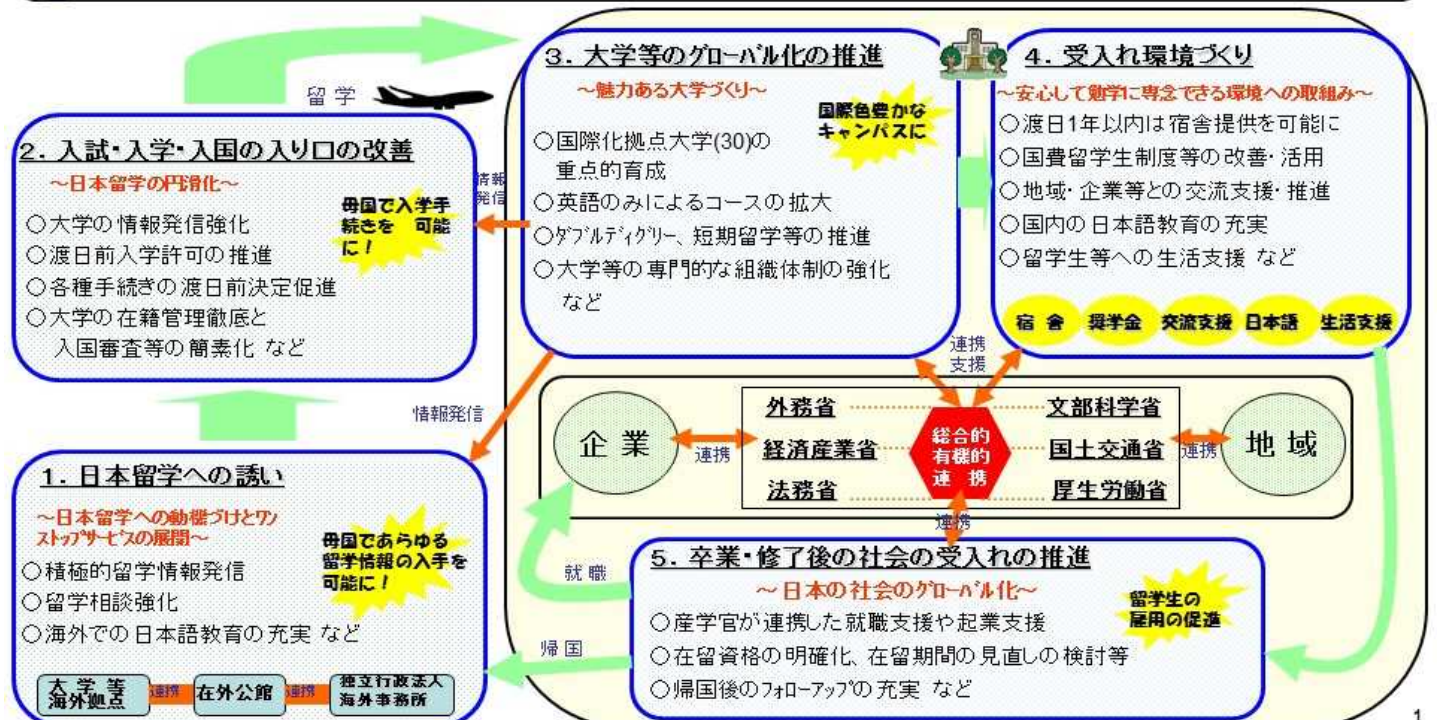 留学
2. 入試・入学・入国の入り口の改善
～日本留学の円滑化～
○大学の情報発信強化
○渡日前入学許可の推進
○各種手続きの渡日前決定促進
○大学の在籍管理徹底と
入国審査等の簡素化 など
母国で入学手
続きを 可能
に!
情報
発信
3. 大学等のグローバル化の推進
～魅力ある大学づくり～
国際色豊かな
キャンパスに
○国際化拠点大学(30)の
重点的育成
○英語のみによるコースの拡大
○ダブルディグリー、短期留学等の推進
○大学等の専門的な組織体制の強化
など
4. 受入れ環境づくり
～安心して勉学に専念できる環境への取組み～
○渡日1年以内は宿舎提供を可能に
○国費留学生制度等の改善・活用
○地域・企業等との交流支援・推進
○国内の日本語教育の充実
○留学生等への生活支援 など
宿舎 奨学金 交流支援 日本語 生活支援
連携
支援
情報発信
企業
連携
外務省
経済産業省
法務省
総合的
有機的
連携
文部科学省
国土交通省
厚生労働省
連携
地域
連携
1. 日本留学への誘い
～日本留学への動機づけとワン
ストップサービスの展開～
○積極的留学情報発信
○留学相談強化
○海外での日本語教育の充実 など
母国であらゆる
留学情報の入手を
可能に!
大学等
海外拠点
連携
在外公館
連携
独立行政法人
海外事務所
就職
帰国
5. 卒業・修了後の社会の受入れの推進
～日本の社会のグローバル化～
○産学官が連携した就職支援や起業支援
○在留資格の明確化、在留期間の見直しの検討等
○帰国後のフォローアップの充実 など
留学生の
雇用の促進
1